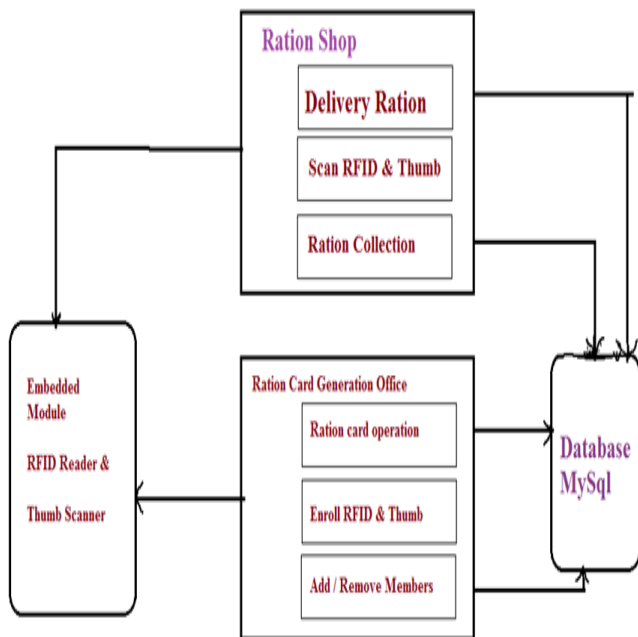 Ration Shop
Delivery Ration
Scan RFID & Thumb
Ration Collection
Embedded
Module
RFID Reader &
Thumb Scanner
Ration Card Generation Office
Ration card operation
Enroll RFID & Thumb
Add / Remove Members
Database
MySql